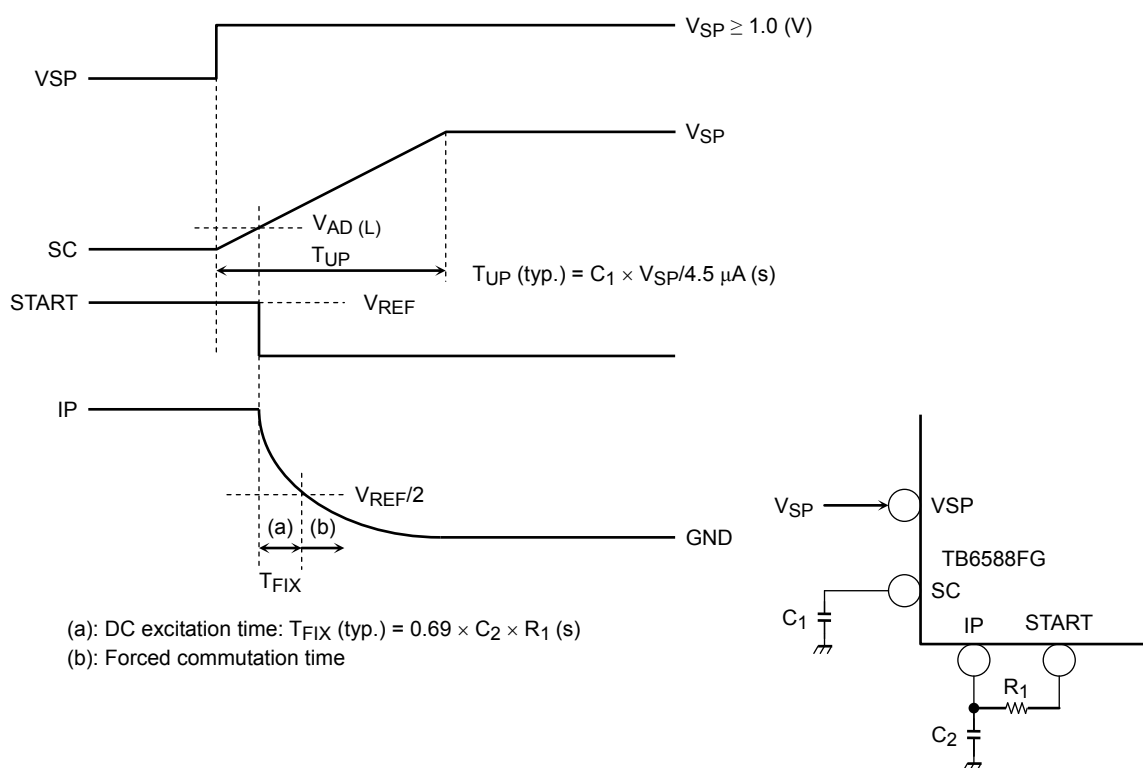 VSP
V_SP ≥ 1.0 (V)
V_SP
V_AD (L)
SC
T_UP
T_UP (typ.) = C_1 × V_SP/4.5 μA (s)
START
V_REF
IP
V_REF/2
(a)
(b)
GND
T_FIX
(a): DC excitation time: T_FIX (typ.) = 0.69 × C_2 × R_1 (s)
(b): Forced commutation time
V_SP
VSP
TB6588FG
SC
C_1
IP
START
R_1
C_2